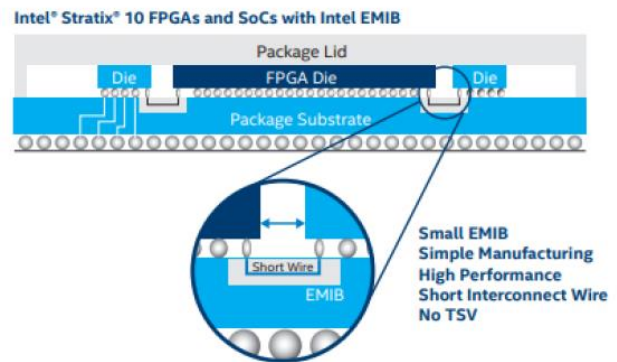 Intel® Stratix® 10 FPGAs and SoCs with Intel EMIB
Package Lid
Die
FPGA Die
Die
Package Substrate
Short Wire
EMIB
Small EMIB
Simple Manufacturing
High Performance
Short Interconnect Wire
No TSV